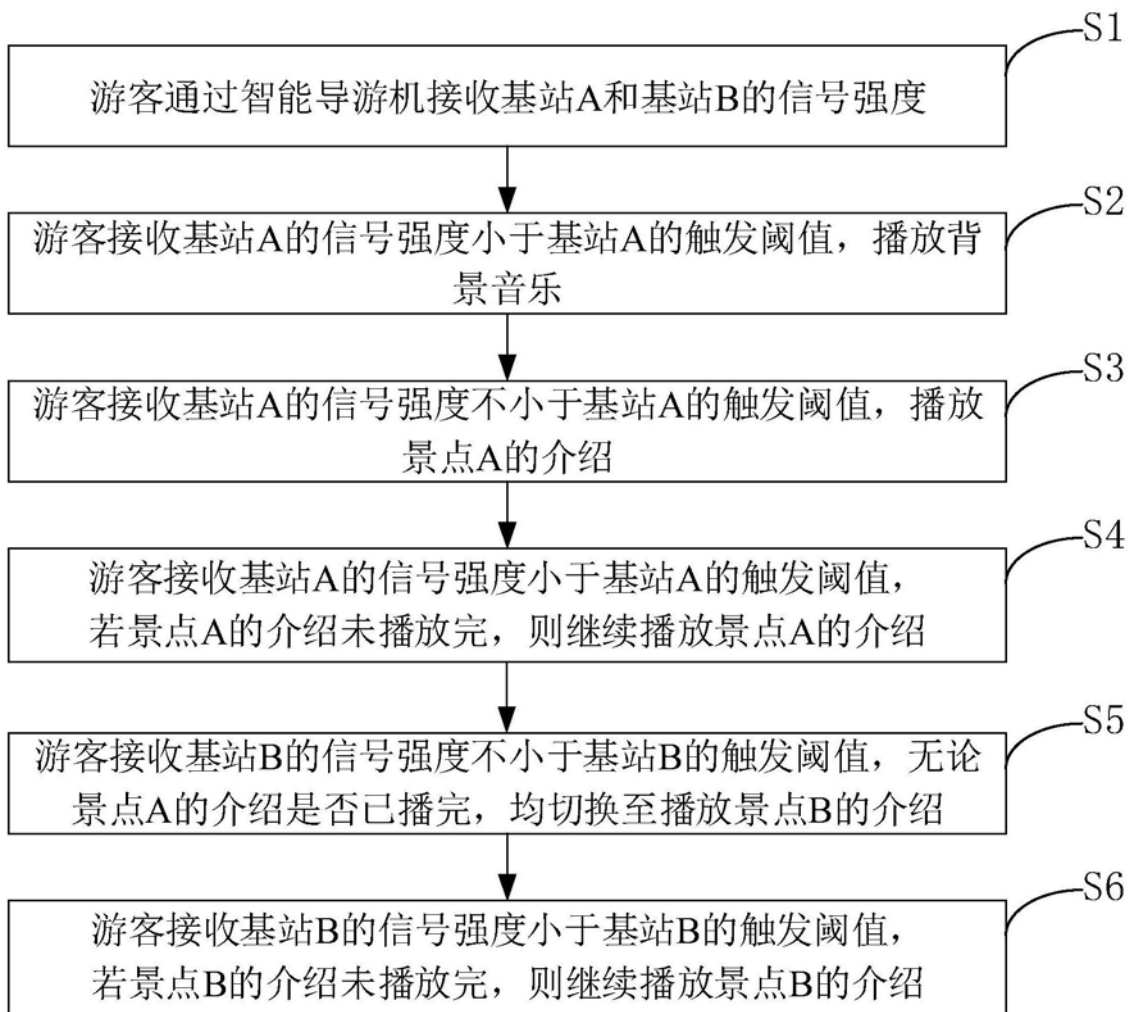 S1
游客通过智能导游机接收基站A和基站B的信号强度
S2
游客接收基站A的信号强度小于基站A的触发阈值，播放背
景音乐
S3
游客接收基站A的信号强度不小于基站A的触发阈值，播放
景点A的介绍
S4
游客接收基站A的信号强度小于基站A的触发阈值，
若景点A的介绍未播放完，则继续播放景点A的介绍
S5
游客接收基站B的信号强度不小于基站B的触发阈值，无论
景点A的介绍是否已播完，均切换至播放景点B的介绍
S6
游客接收基站B的信号强度小于基站B的触发阈值，
若景点B的介绍未播放完，则继续播放景点B的介绍